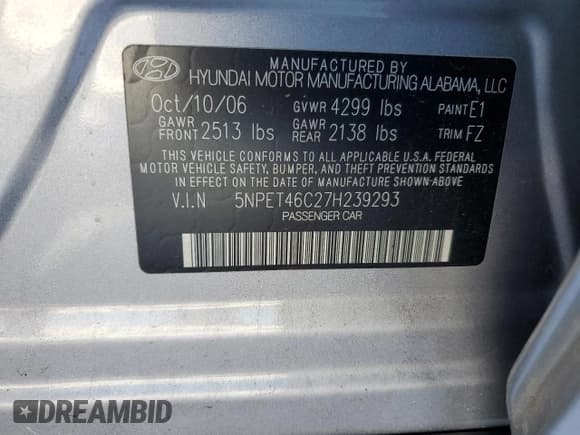 MANUFACTURED BY
HYUNDAI MOTOR MANUFACTURING ALABAMA, LLC
Oct/10/06 GVWR 4299 lbs PAINT E1
GAWR FRONT 2513 lbs GAWR REAR 2138 lbs TRIM FZ
THIS VEHICLE CONFORMS TO ALL APPLICABLE U.S.A. FEDERAL
MOTOR VEHICLE SAFETY, BUMPER, AND THEFT PREVENTION STANDARDS
IN EFFECT ON THE DATE OF MANUFACTURE SHOWN ABOVE
V.I.N 5NPET46C27H239293
PASSENGER CAR
DREAMBID